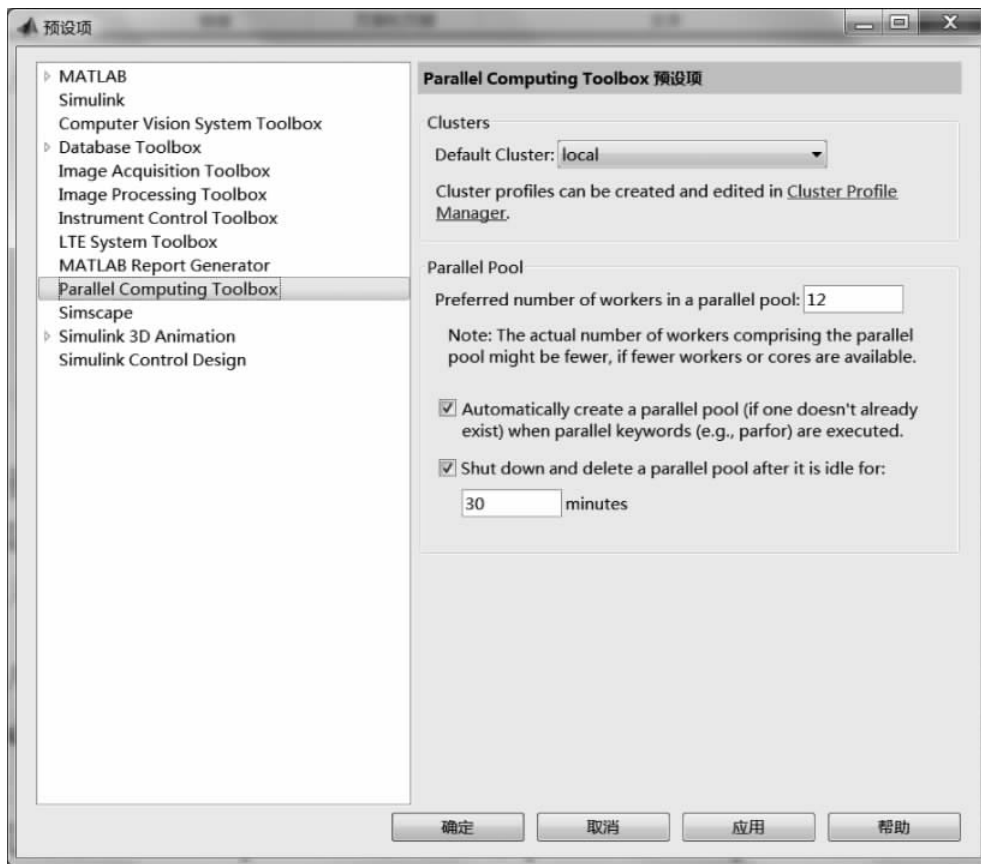 预设项
MATLAB
Simulink
Computer Vision System Toolbox
Database Toolbox
Image Acquisition Toolbox
Image Processing Toolbox
Instrument Control Toolbox
LTE System Toolbox
MATLAB Report Generator
Parallel Computing Toolbox
Simscape
Simulink 3D Animation
Simulink Control Design
Parallel Computing Toolbox 预设项
Clusters
Default Cluster: local
Cluster profiles can be created and edited in Cluster Profile
Manager.
Parallel Pool
Preferred number of workers in a parallel pool: 12
Note: The actual number of workers comprising the parallel
pool might be fewer, if fewer workers or cores are available.
Automatically create a parallel pool (if one doesn't already
exist) when parallel keywords (e.g., parfor) are executed.
Shut down and delete a parallel pool after it is idle for:
30 minutes
确定 取消 应用 帮助